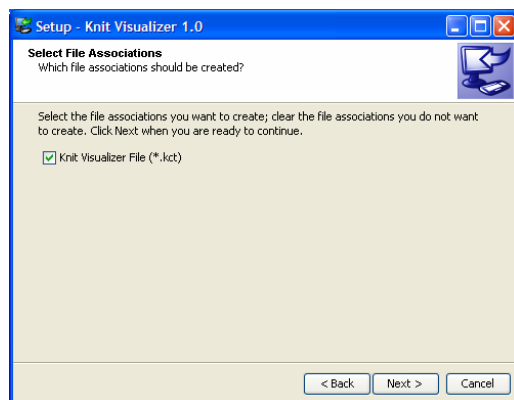 Setup - Knit Visualizer 1.0
Select File Associations
Which file associations should be created?
Select the file associations you want to create; clear the file associations you do not want
to create. Click Next when you are ready to continue.
Knit Visualizer File (*.kct)
< Back Next > Cancel